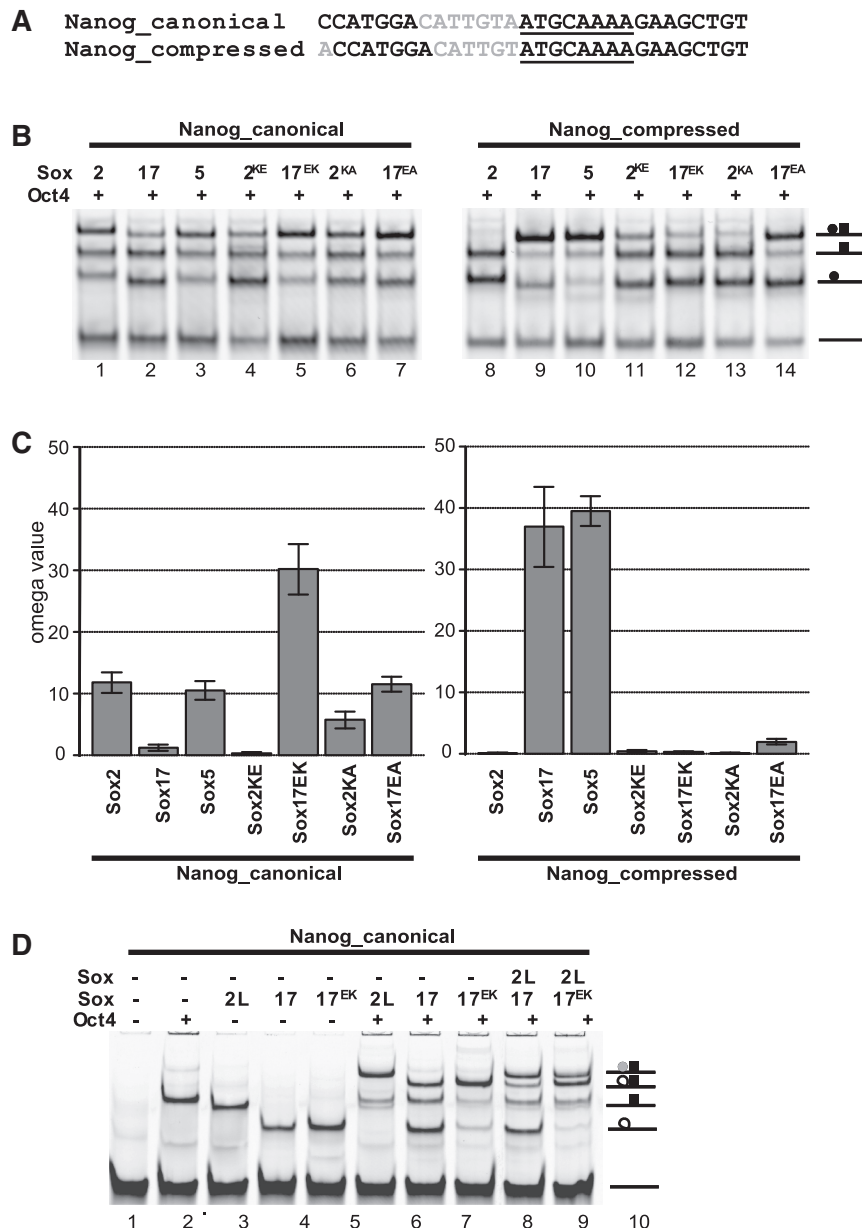 A
Nanog_canonical CCATGGACATTGTAATGCAAAAGAAGCTGT
Nanog_compressed ACCATGGACATTGTATGCAAAAGAAGCTGT
B
Nanog_canonical Nanog_compressed
Sox 2 17 5 2KE 17EK 2KA 17EA 2 17 5 2KE 17EK 2KA 17EA
Oct4 + + + + + + + + + + + + + +
1 2 3 4 5 6 7 8 9 10 11 12 13 14
C
omega value
50 50
40 40
30 30
20 20
10 10
0 0
Sox2 Sox17 Sox5 Sox2KE Sox17EK Sox2KA Sox17EA Sox2 Sox17 Sox5 Sox2KE Sox17EK Sox2KA Sox17EA
Nanog_canonical Nanog_compressed
D
Nanog_canonical
Sox - - - - - - - - 2L 2L
Sox - - 2L 17 17EK 2L 17 17EK 17 17EK
Oct4 - + - - - + + + + +
1 2 3 4 5 6 7 8 9 10